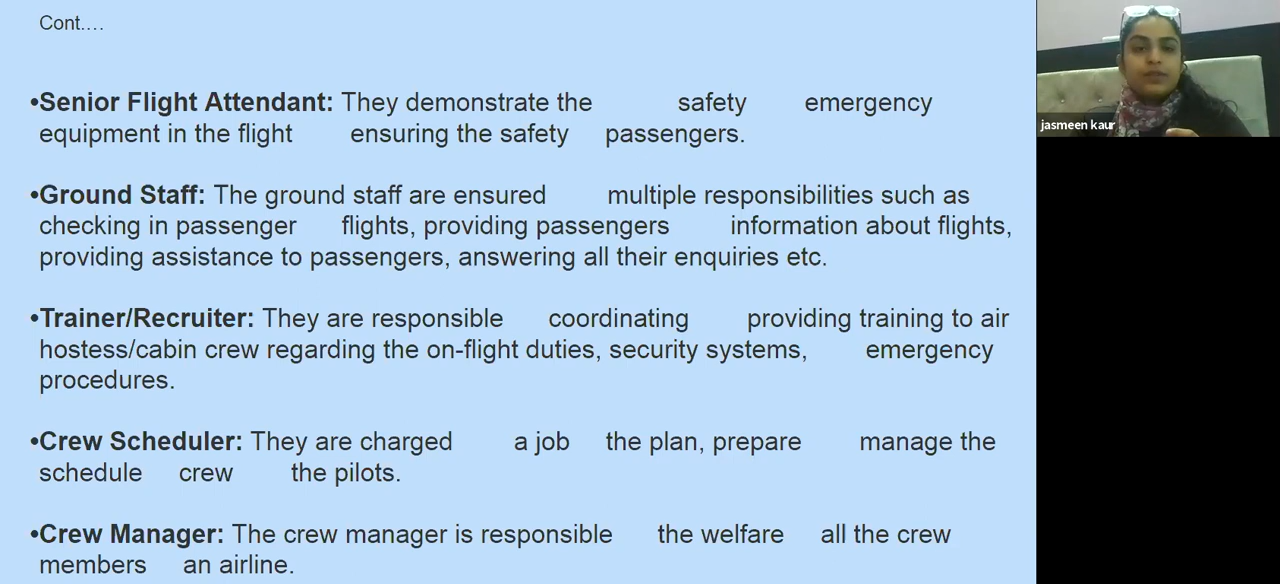 Cont....
•Senior Flight Attendant: They demonstrate the safety emergency
equipment in the flight ensuring the safety passengers.
•Ground Staff: The ground staff are ensured multiple responsibilities such as
checking in passenger flights, providing passengers information about flights,
providing assistance to passengers, answering all their enquiries etc.
•Trainer/Recruiter: They are responsible coordinating providing training to air
hostess/cabin crew regarding the on-flight duties, security systems, emergency
procedures.
•Crew Scheduler: They are charged a job the plan, prepare manage the
schedule crew the pilots.
•Crew Manager: The crew manager is responsible the welfare all the crew
members an airline.
jasmeen kaur